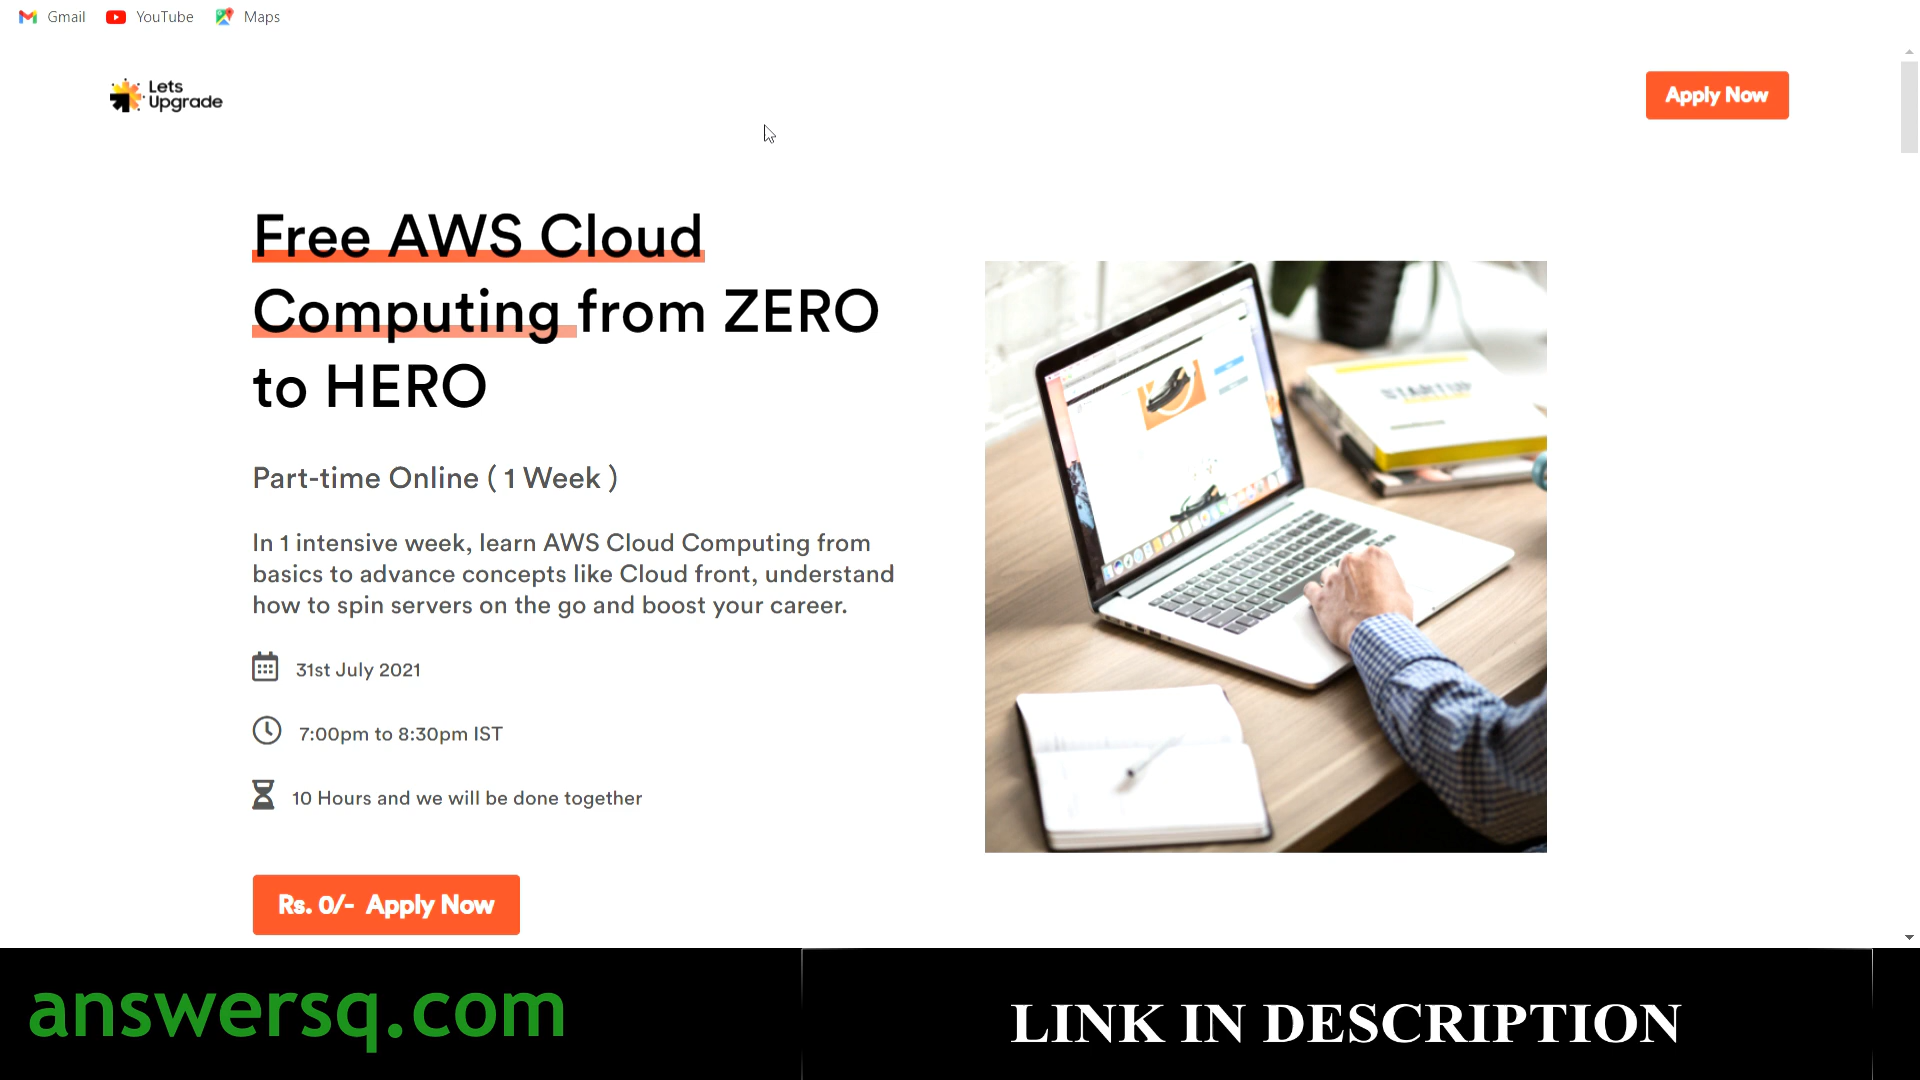 Gmail YouTube Maps
Lets
Upgrade
Apply Now
Free AWS Cloud
Computing from ZERO
to HERO
Part-time Online ( 1 Week )
In 1 intensive week, learn AWS Cloud Computing from
basics to advance concepts like Cloud front, understand
how to spin servers on the go and boost your career.
31st July 2021
7:00pm to 8:30pm IST
10 Hours and we will be done together
Rs. 0/- Apply Now
STARTUP
answersq.com
LINK IN DESCRIPTION